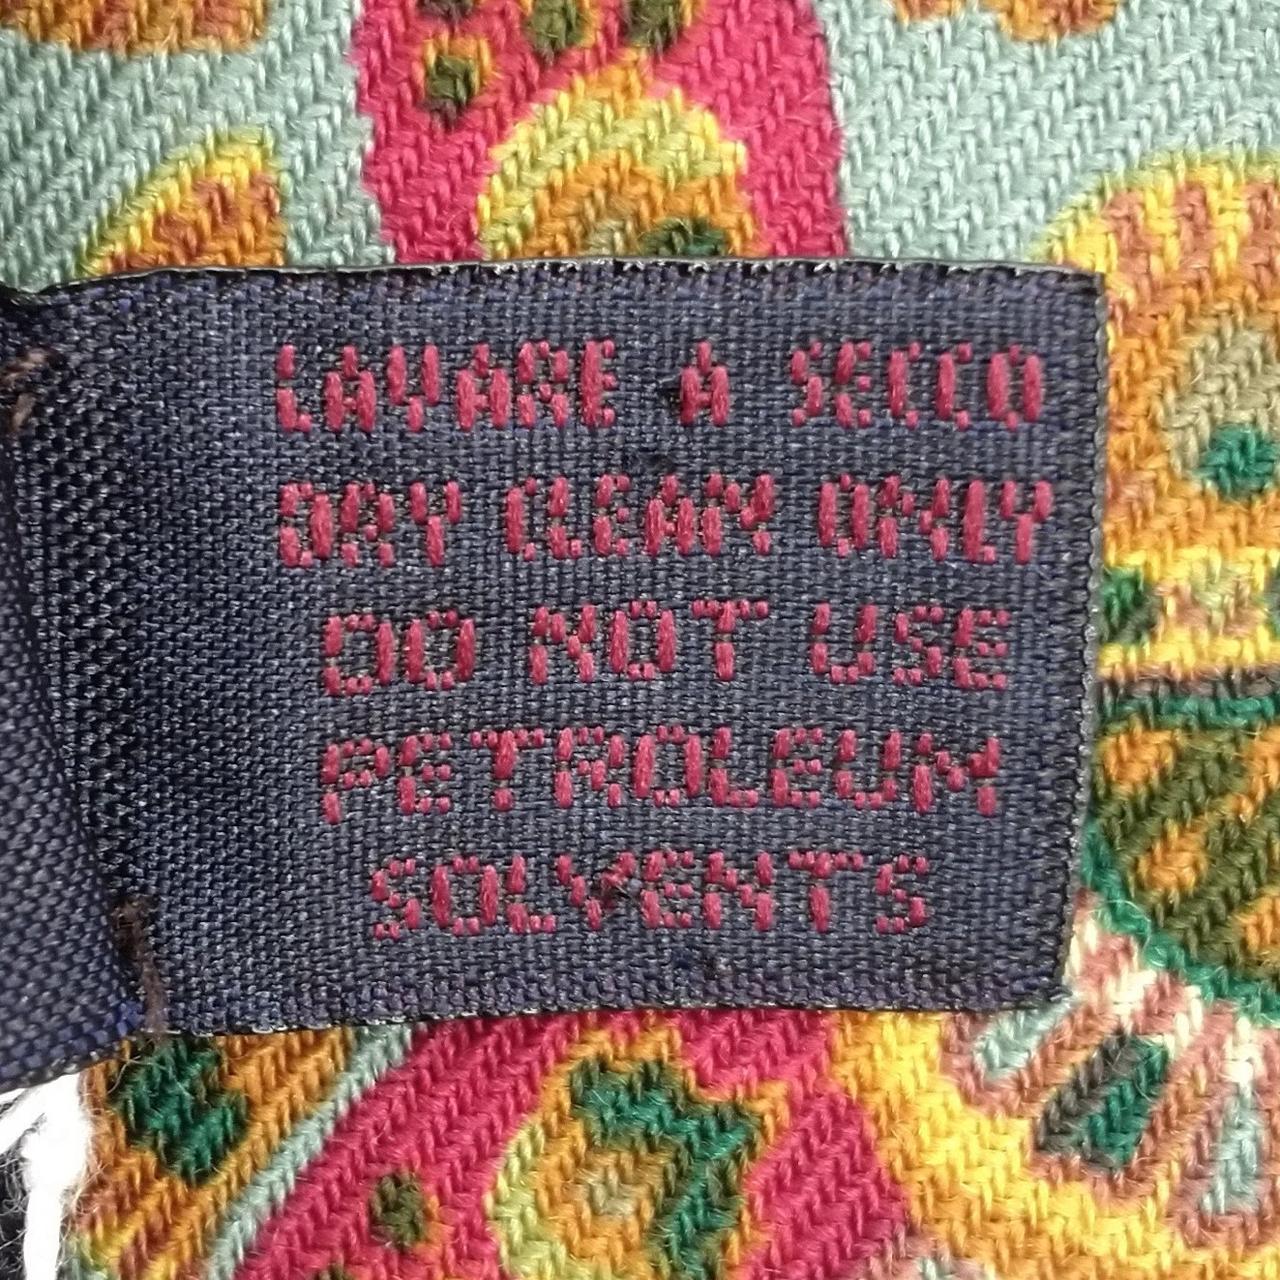 LAVARE A SECCO
DRY CLEAN ONLY
DO NOT USE
PETROLEUM
SOLVENTS